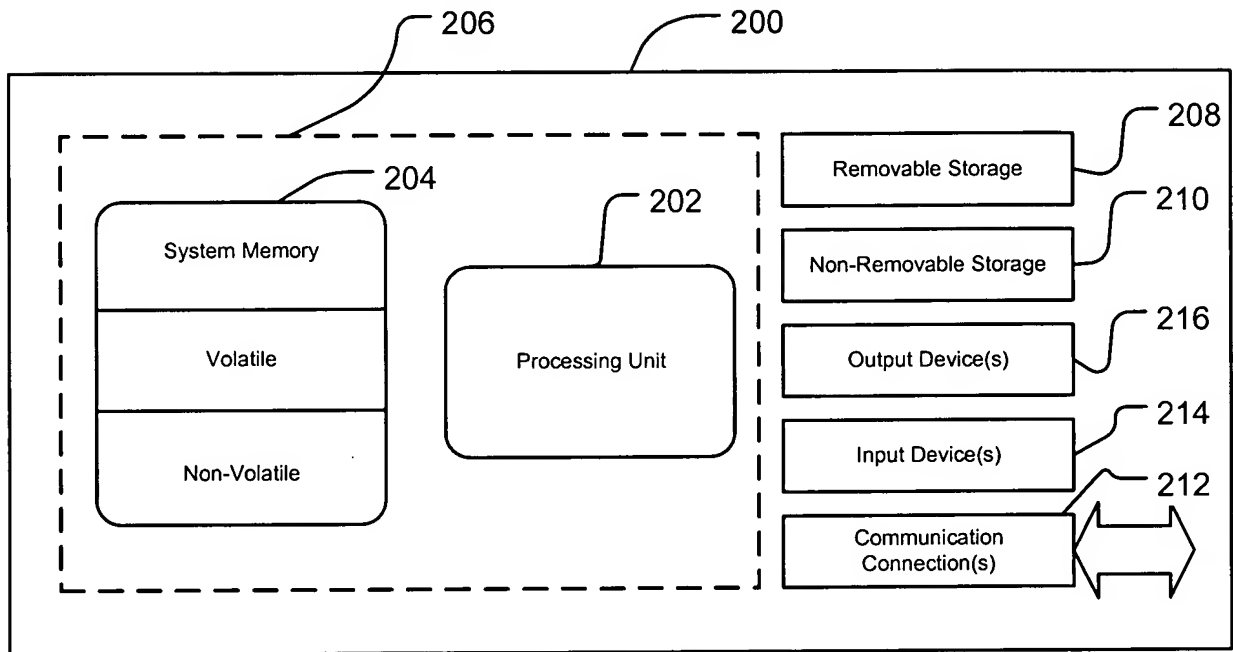 206
200
208
Removable Storage
204
202
210
System Memory
Non-Removable Storage
216
Volatile
Processing Unit
Output Device(s)
214
Non-Volatile
Input Device(s)
212
Communication
Connection(s)